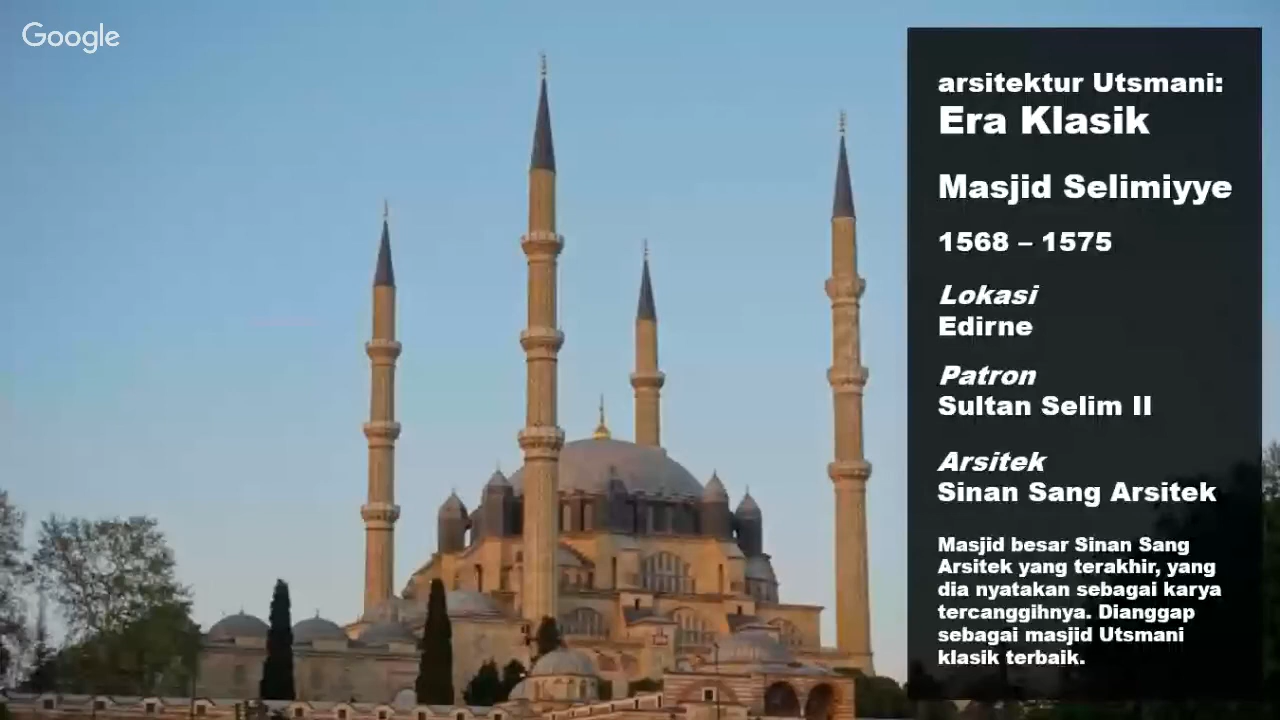 Google
arsitektur Utsmani:
Era Klasik
Masjid Selimiyye
1568 – 1575
Lokasi
Edirne
Patron
Sultan Selim II
Arsitek
Sinan Sang Arsitek
Masjid besar Sinan Sang
Arsitek yang terakhir, yang
dia nyatakan sebagai karya
tercanggihnya. Dianggap
sebagai masjid Utsmani
klasik terbaik.